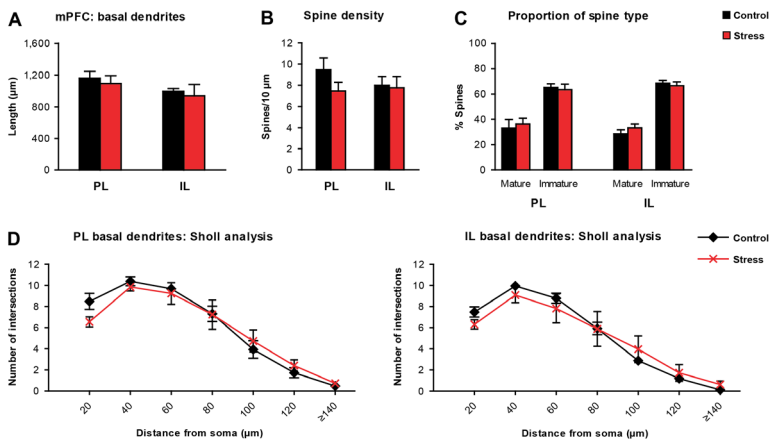 A
mPFC: basal dendrites
Length (µm)
1,600
1,200
800
400
0
PL
IL
B
Spine density
Spines/10 µm
12
10
8
6
4
2
0
PL
IL
C
Proportion of spine type
% Spines
100
80
60
40
20
0
Mature Immature Mature Immature
PL IL
Control
Stress
D
PL basal dendrites: Sholl analysis
Number of intersections
12
10
8
6
4
2
0
20 40 60 80 100 120 ≥140
Distance from soma (µm)
IL basal dendrites: Sholl analysis
Number of intersections
12
10
8
6
4
2
0
20 40 60 80 100 120 ≥140
Distance from soma (µm)
Control
Stress